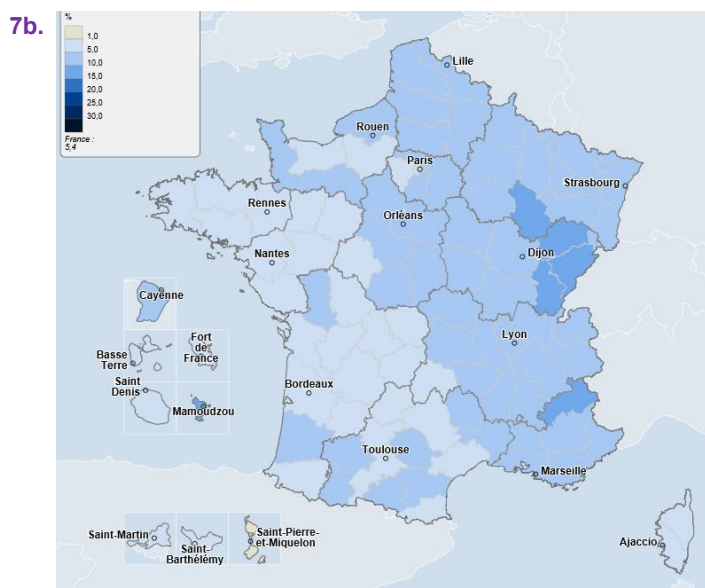 7b.
%
1,0
5,0
10,0
15,0
20,0
25,0
30,0
France :
5,4
Lille
Rouen
Paris
Strasbourg
Rennes
Orléans
Nantes
Dijon
Cayenne
Lyon
Basse
Terre
Fort
de
France
Saint
Denis
Mamoudzou
Bordeaux
Toulouse
Marseille
Saint-Martin
Saint-
Barthélémy
Saint-Pierre-
et-Miquelon
Ajaccio